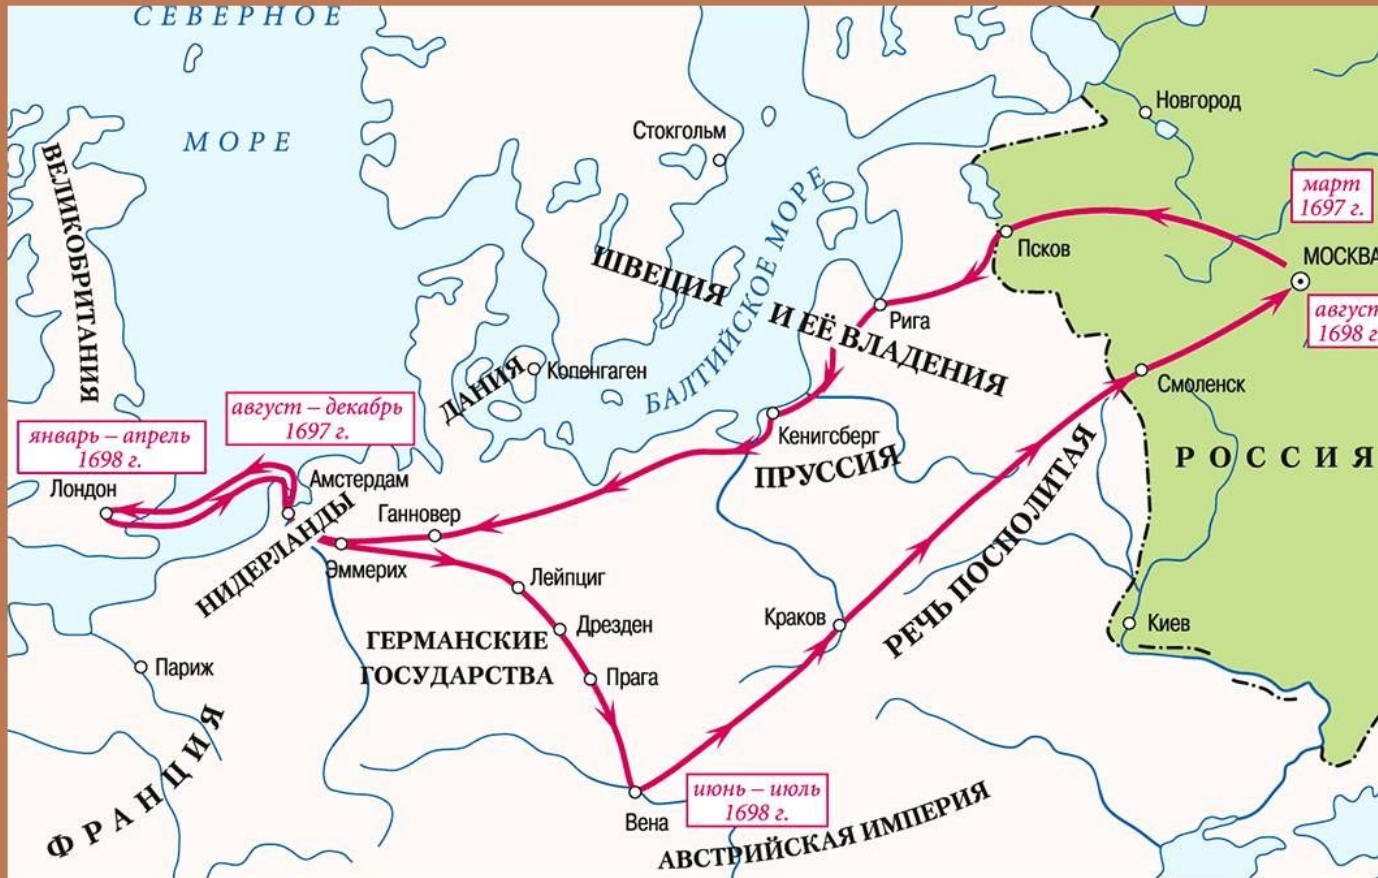 СЕВЕРНОЕ
МОРЕ
ВЕЛИКОБРИТАНИЯ
Стокгольм
Новгород
БАЛТИЙСКОЕ МОРЕ
март
1697 г.
Псков
МОСКВА
ШВЕЦИЯ И ЕЁ ВЛАДЕНИЯ
Рига
август
1698 г.
ДАНИЯ
Копенгаген
Смоленск
август – декабрь
1697 г.
январь – апрель
1698 г.
Кенигсберг
ПРУССИЯ
РОССИЯ
Лондон
Амстердам
Ганновер
НИДЕРЛАНДЫ
Эммерих
Лейпциг
РЕЧЬ ПОСПОЛИТАЯ
Дрезден
Краков
Киев
ГЕРМАНСКИЕ
ГОСУДАРСТВА
Париж
Прага
ФРАНЦИЯ
июнь – июль
1698 г.
Вена
АВСТРИЙСКАЯ ИМПЕРИЯ